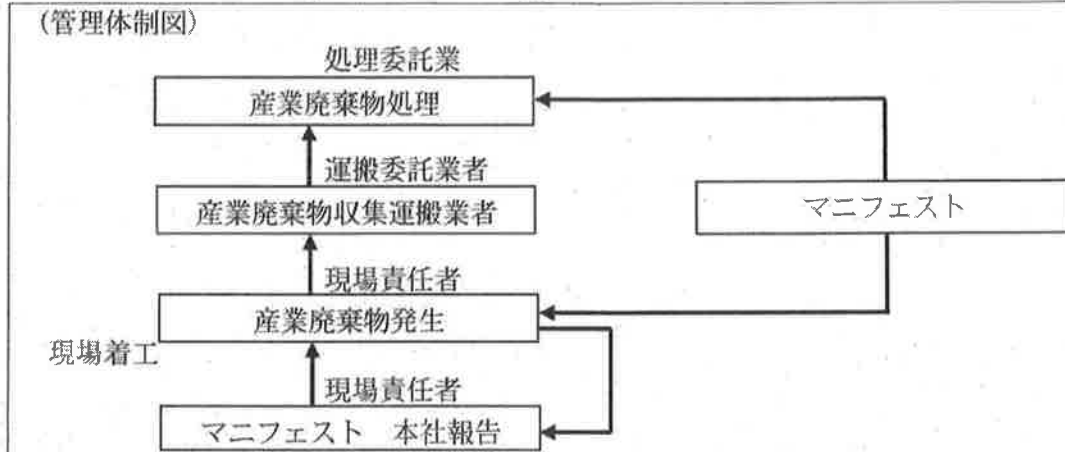 (管理体制図)
処理委託業
産業廃棄物処理
運搬委託業者
産業廃棄物収集運搬業者
マニフェスト
現場責任者
産業廃棄物発生
現場着工
現場責任者
マニフェスト　本社報告